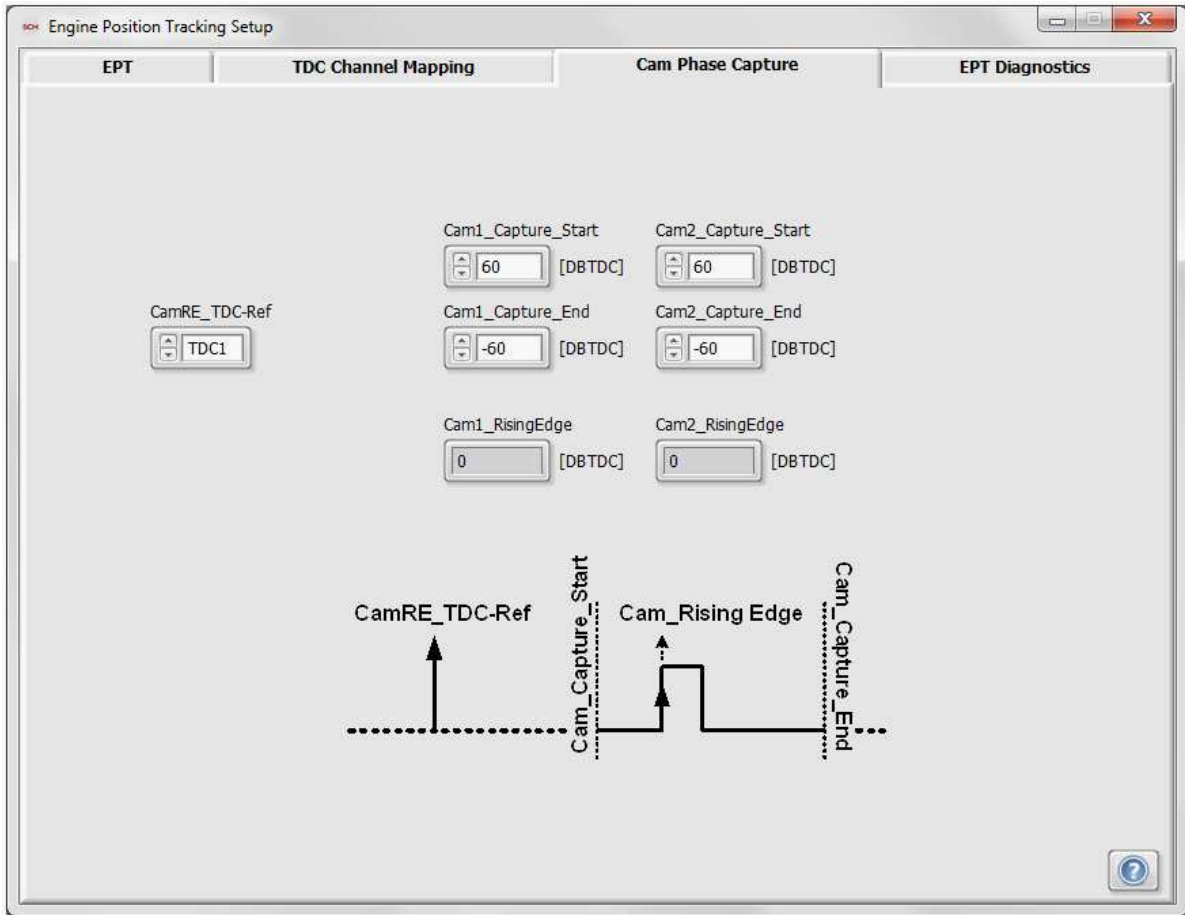 Engine Position Tracking Setup
EPT
TDC Channel Mapping
Cam Phase Capture
EPT Diagnostics
Cam1_Capture_Start
Cam2_Capture_Start
60
[DBTDC]
60
[DBTDC]
CamRE_TDC-Ref
Cam1_Capture_End
Cam2_Capture_End
TDC1
-60
[DBTDC]
-60
[DBTDC]
Cam1_RisingEdge
Cam2_RisingEdge
0
[DBTDC]
0
[DBTDC]
CamRE_TDC-Ref
Cam_Capture_Start
Cam_Rising Edge
Cam_Capture_End
?